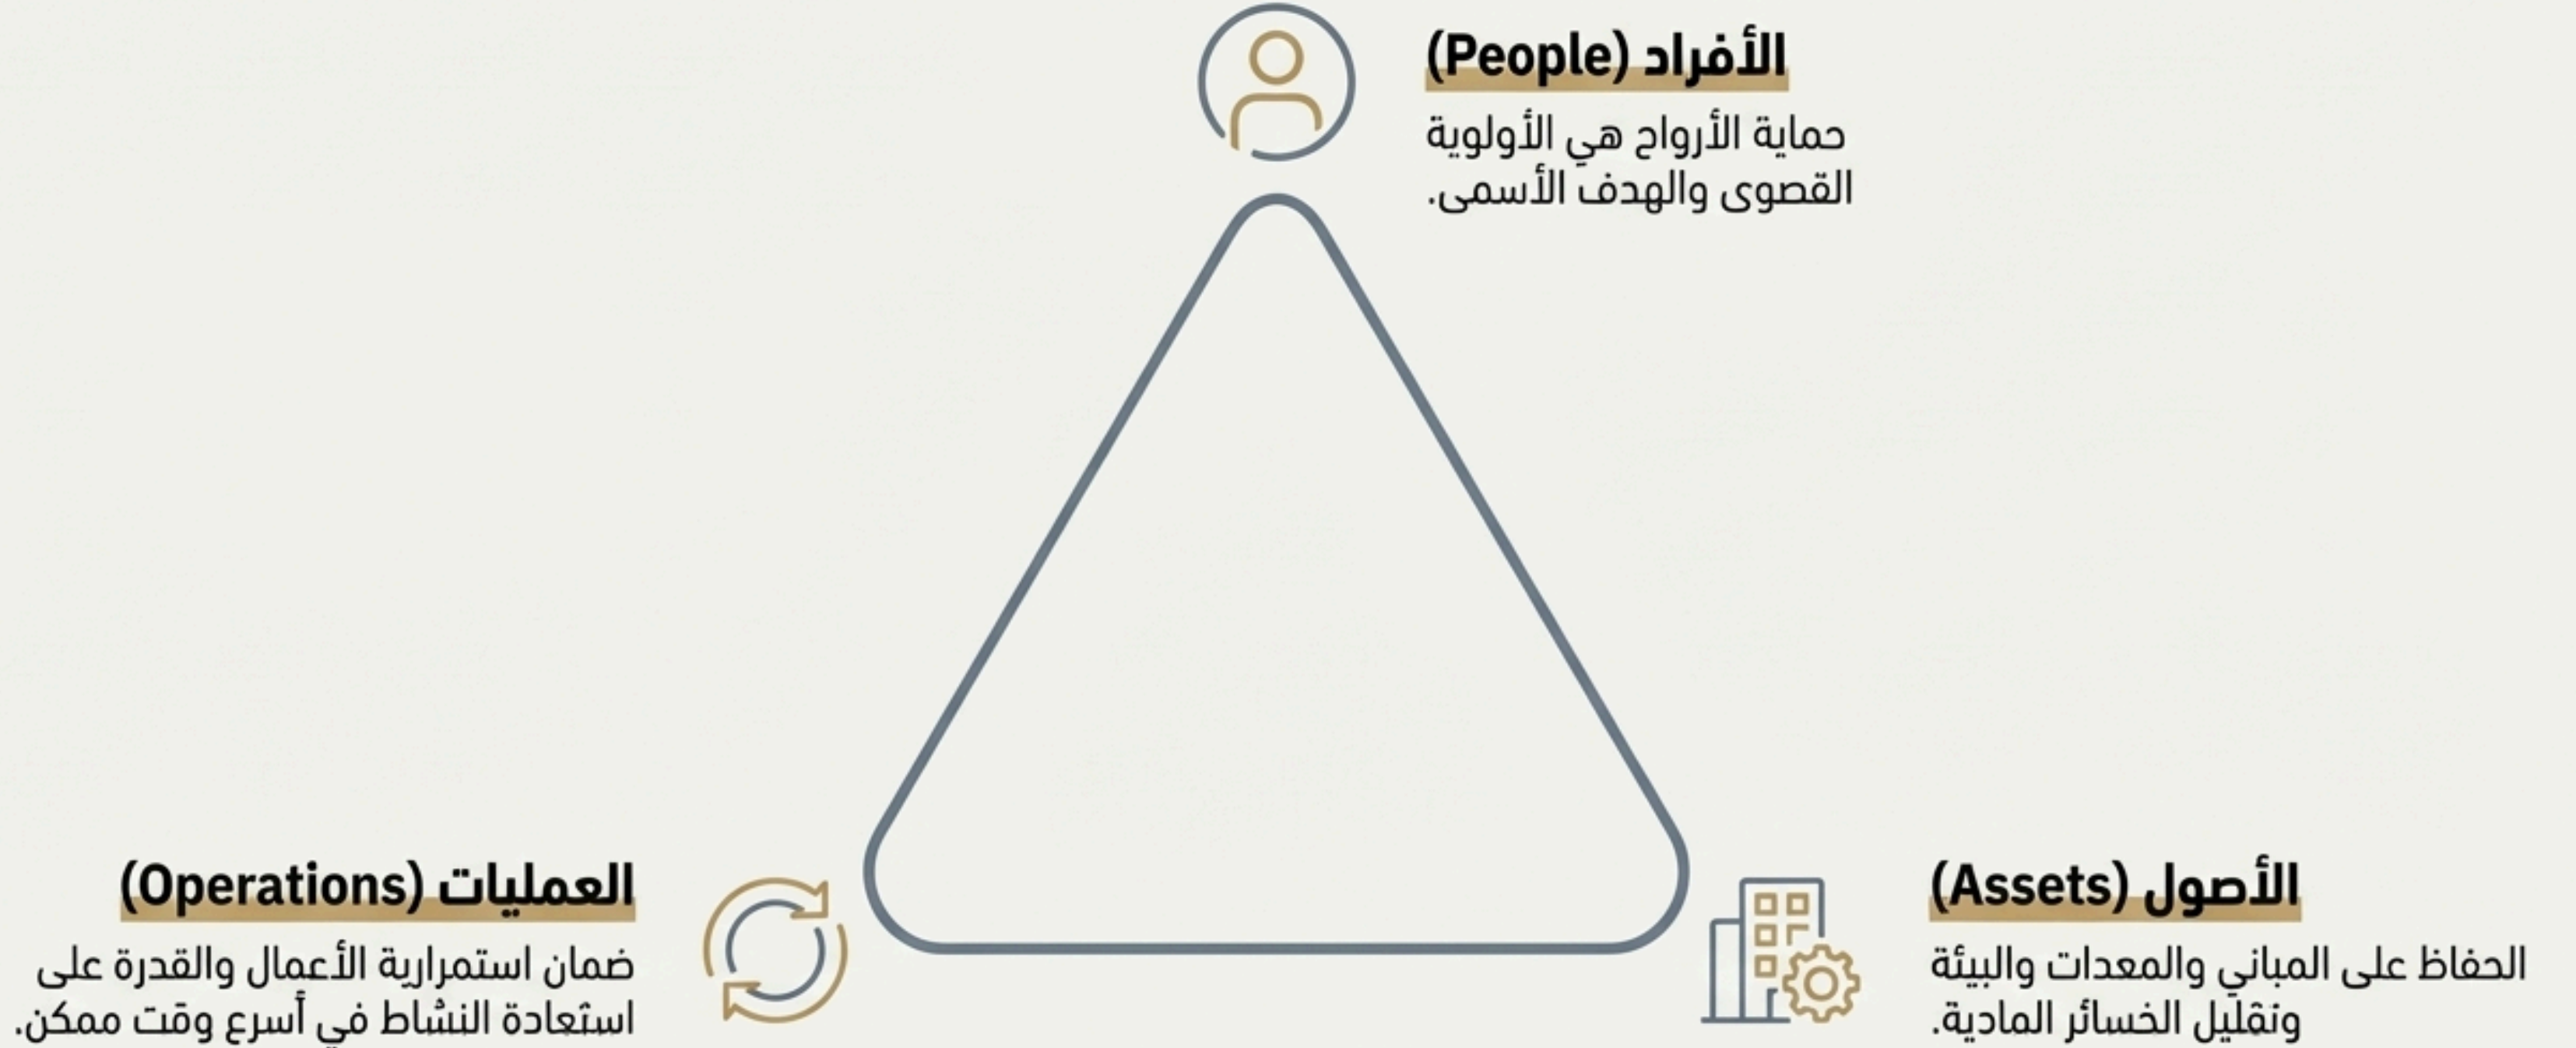 الأفراد (People)
حماية الأرواح هي الأولوية
القصوى والهدف الأسمى.
الأصول (Assets)
الحفاظ على المباني والمعدات والبيئة
ونقليل الخسائر المادية.
العمليات (Operations)
ضمان استمرارية الأعمال والقدرة على
استعادة النشاط في أسرع وقت ممكن.